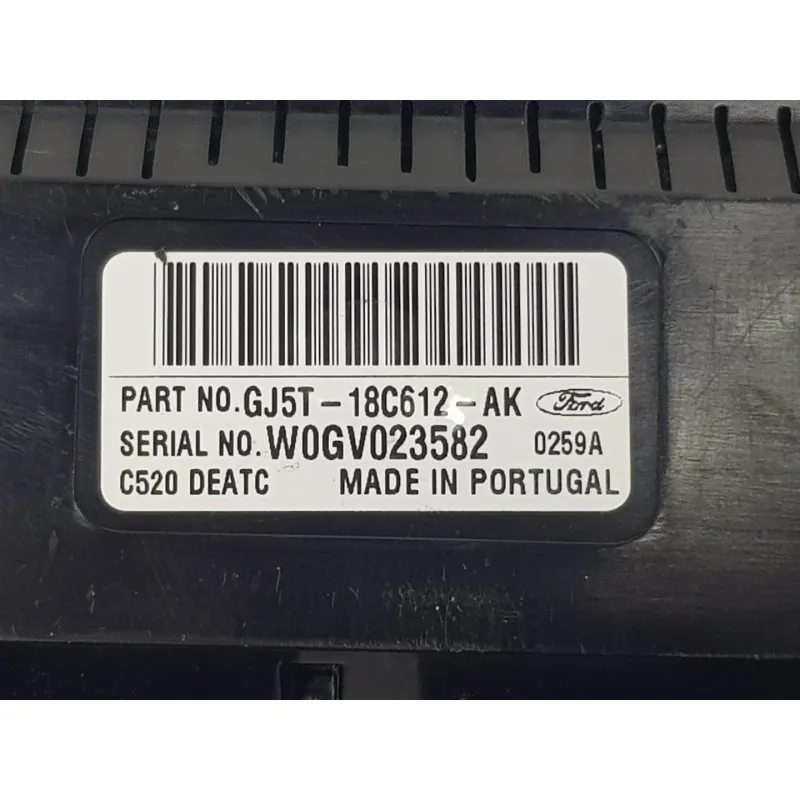 PART NO. GJ5T-18C612-AK Ford
SERIAL NO. W0GV023582 0259A
C520 DEATC MADE IN PORTUGAL